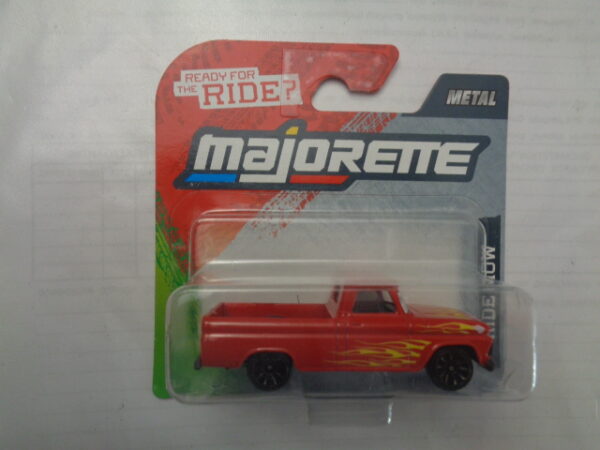 READY FOR
THE RIDE?
METAL
majorette